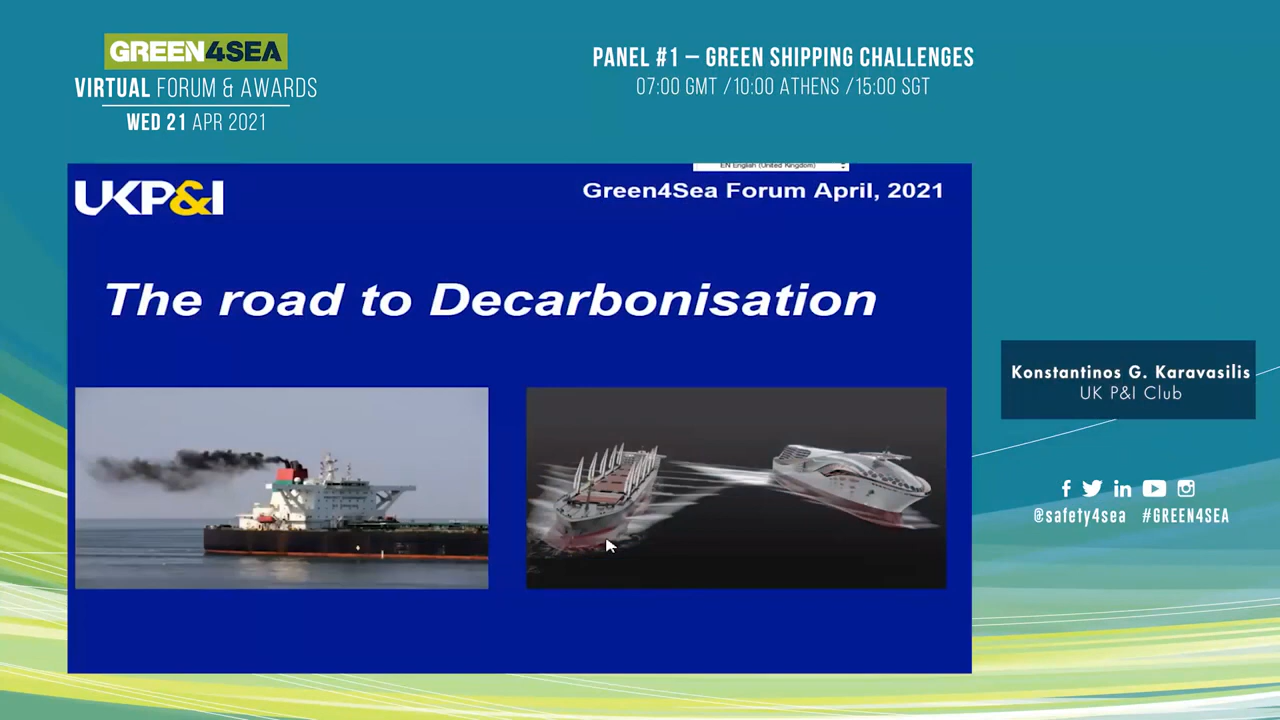 GREEN4SEA
VIRTUAL FORUM & AWARDS
WED 21 APR 2021
PANEL #1 – GREEN SHIPPING CHALLENGES
07:00 GMT /10:00 ATHENS /15:00 SGT
EN English (United Kingdom)
UKP&I
Green4Sea Forum April, 2021
The road to Decarbonisation
Konstantinos G. Karavasilis
UK P&I Club
@safety4sea #GREEN4SEA